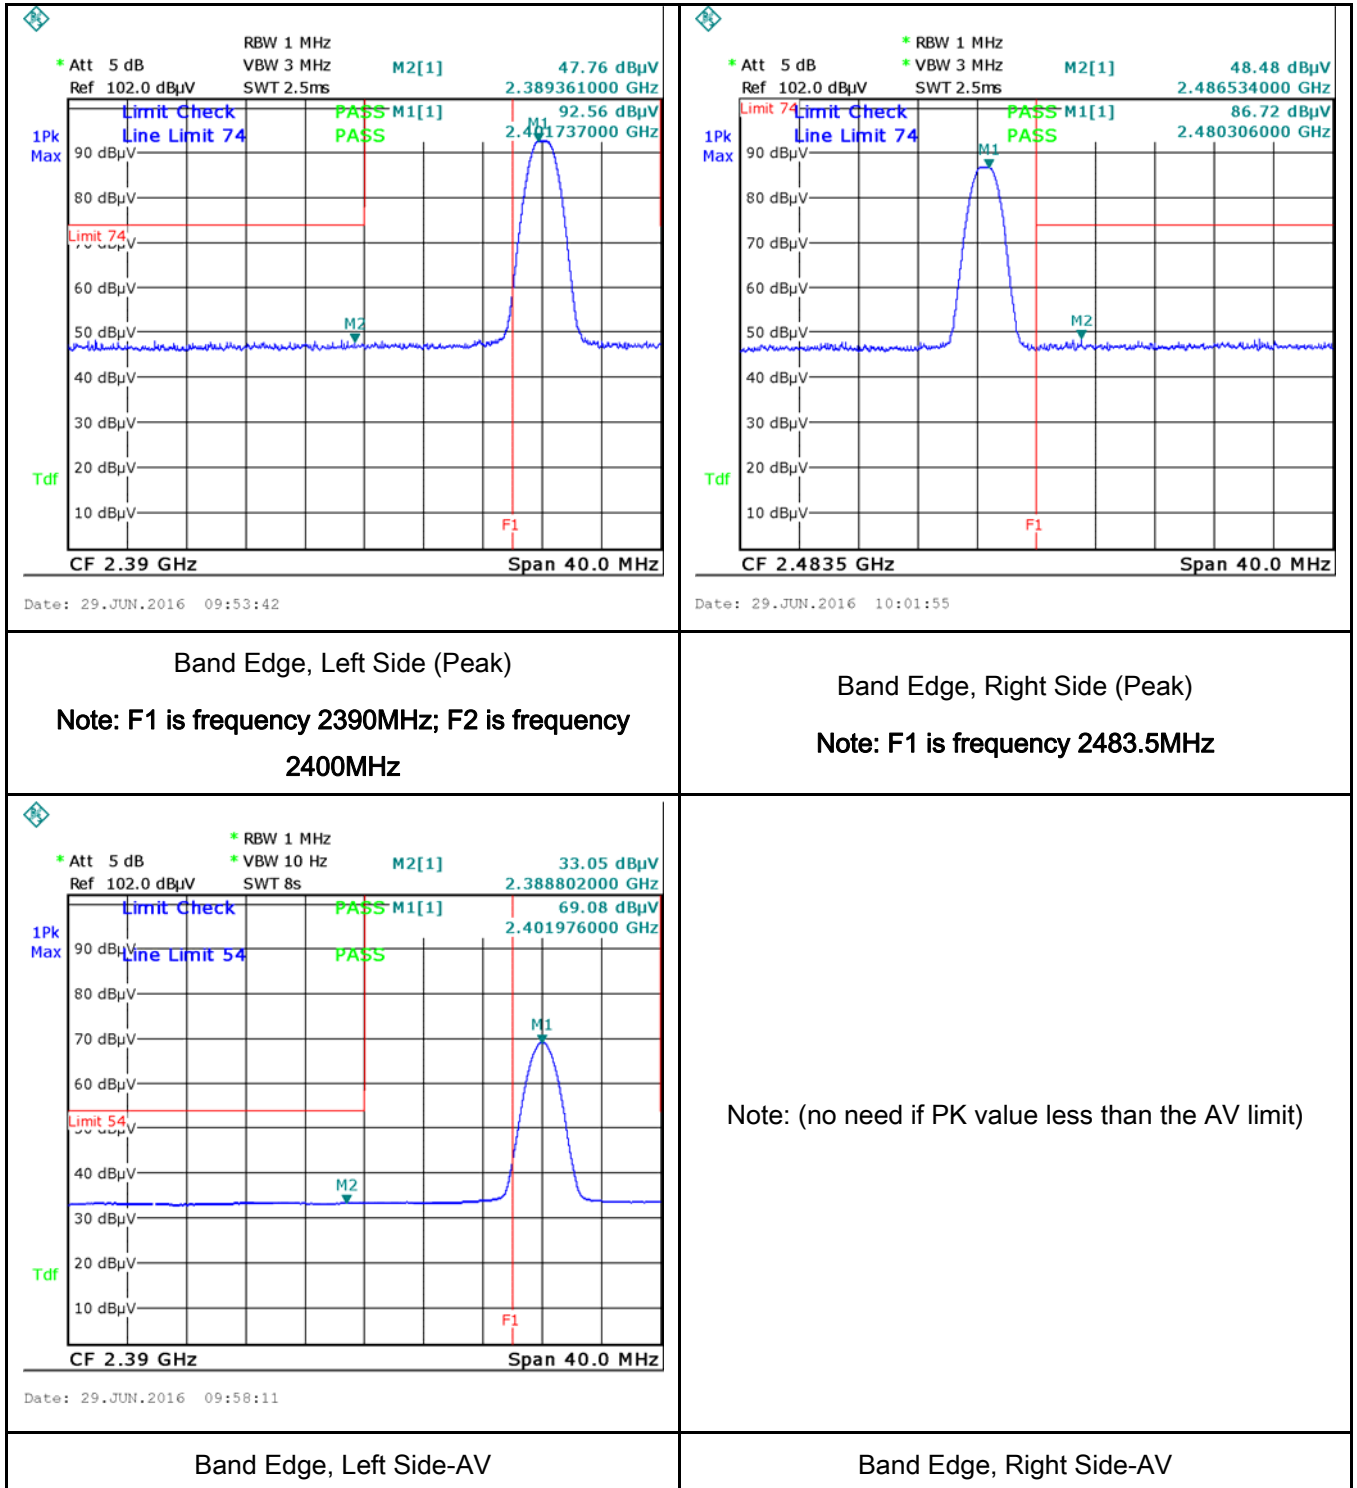 RBW 1 MHz
* Att 5 dB VBW 3 MHz M2[1] 47.76 dBµV
Ref 102.0 dBµV SWT 2.5ms 2.389361000 GHz
Limit Check PASS M1[1] 92.56 dBµV
1Pk Line Limit 74 PASS M1 2.401737000 GHz
Max 90 dBµV
80 dBµV
Limit 74
70 dBµV
60 dBµV
50 dBµV M2
40 dBµV
30 dBµV
Tdf 20 dBµV
10 dBµV F1
CF 2.39 GHz Span 40.0 MHz
Date: 29.JUN.2016 09:53:42
* RBW 1 MHz
* Att 5 dB * VBW 3 MHz M2[1] 48.48 dBµV
Ref 102.0 dBµV SWT 2.5ms 2.486534000 GHz
Limit 74 Limit Check PASS M1[1] 86.72 dBµV
1Pk Line Limit 74 PASS 2.480306000 GHz
Max 90 dBµV M1
80 dBµV
70 dBµV
60 dBµV
50 dBµV M2
40 dBµV
30 dBµV
Tdf 20 dBµV
10 dBµV F1
CF 2.4835 GHz Span 40.0 MHz
Date: 29.JUN.2016 10:01:55
Band Edge, Left Side (Peak)
Note: F1 is frequency 2390MHz; F2 is frequency
2400MHz
Band Edge, Right Side (Peak)
Note: F1 is frequency 2483.5MHz
* RBW 1 MHz
* Att 5 dB * VBW 10 Hz M2[1] 33.05 dBµV
Ref 102.0 dBµV SWT 8s 2.388802000 GHz
Limit Check PASS M1[1] 69.08 dBµV
1Pk 2.401976000 GHz
Max 90 dBµV Line Limit 54 PASS
80 dBµV
70 dBµV M1
60 dBµV
Limit 54
50 dBµV
40 dBµV M2
30 dBµV
Tdf 20 dBµV
10 dBµV F1
CF 2.39 GHz Span 40.0 MHz
Date: 29.JUN.2016 09:58:11
Note: (no need if PK value less than the AV limit)
Band Edge, Left Side-AV
Band Edge, Right Side-AV